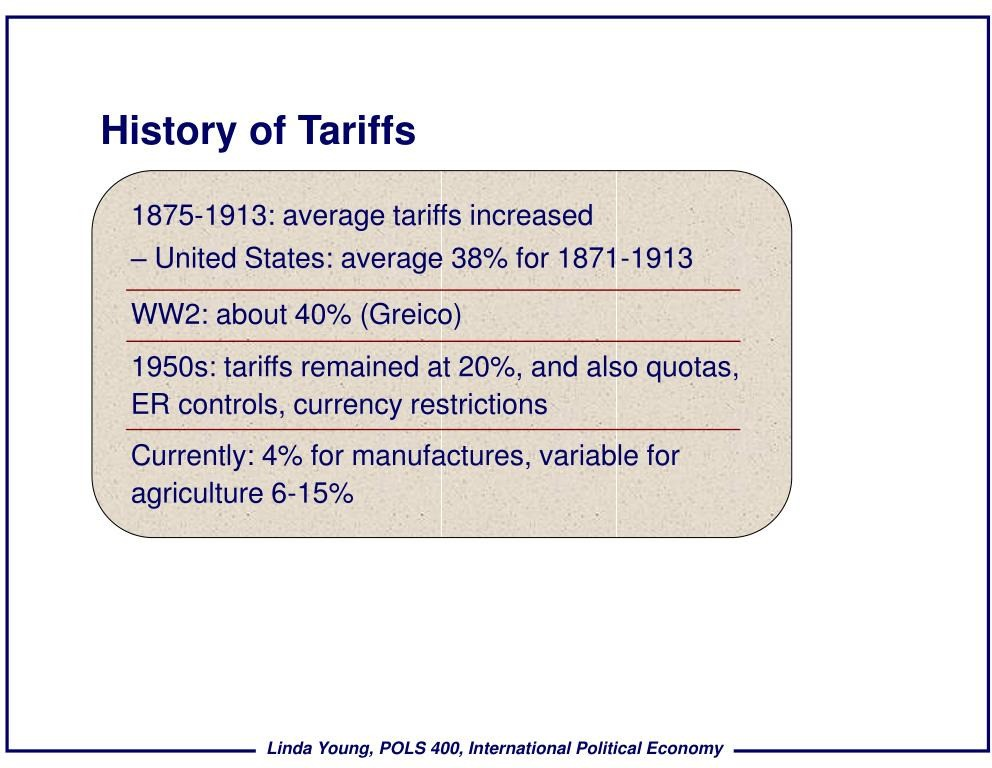 History of Tariffs
1875-1913: average tariffs increased
– United States: average 38% for 1871-1913
WW2: about 40% (Greico)
1950s: tariffs remained at 20%, and also quotas,
ER controls, currency restrictions
Currently: 4% for manufactures, variable for
agriculture 6-15%
Linda Young, POLS 400, International Political Economy